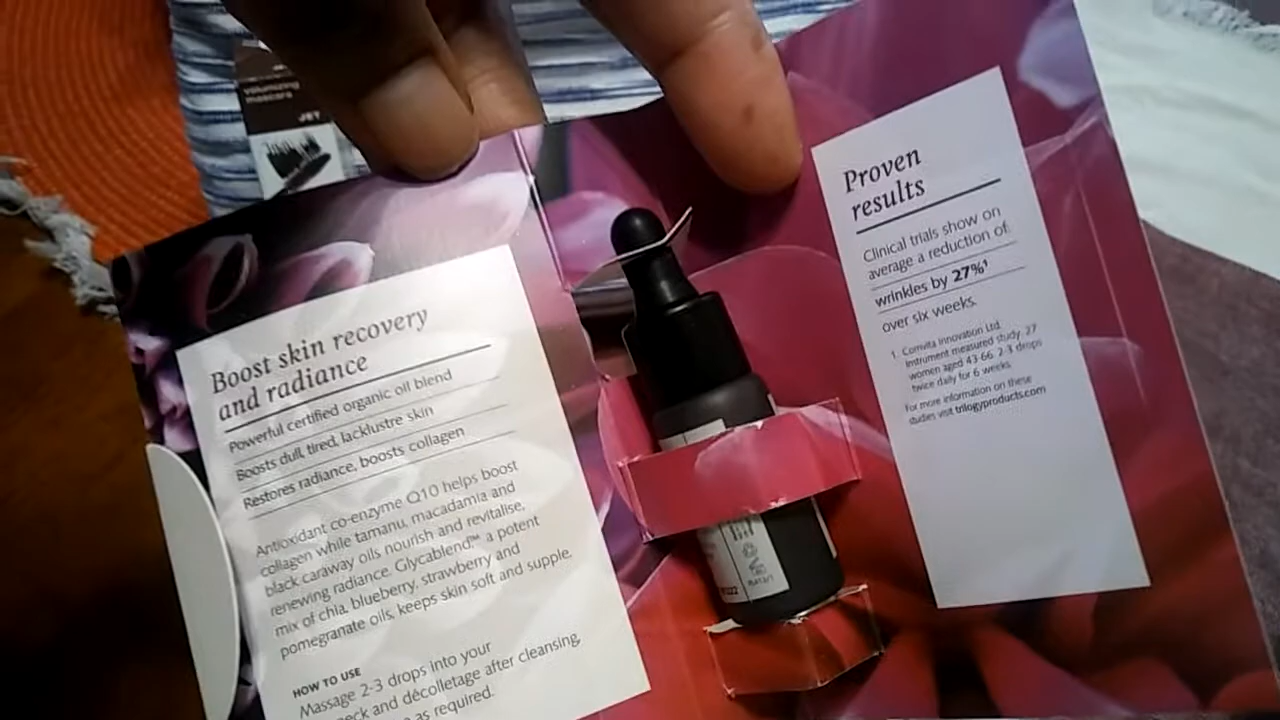 volumizing
mascara
JET
Boost skin recovery
and radiance
Powerful certified organic oil blend
Boosts dull, tired, lacklustre skin
Restores radiance, boosts collagen
Antioxidant co-enzyme Q10 helps boost
collagen while tamanu, macadamia and
black caraway oils nourish and revitalise,
renewing radiance. Glycablend™, a potent
mix of chia, blueberry, strawberry and
pomegranate oils, keeps skin soft and supple.
HOW TO USE
Massage 2-3 drops into your
neck and décolletage after cleansing,
as required.
Proven
results
Clinical trials show on
average a reduction of:
wrinkles by 27%¹
over six weeks.
1. Comvita Innovation Ltd.
Instrument measured study, 27
women aged 43-66, 2-3 drops
twice daily for 6 weeks.
For more information on these
studies visit trilogyproducts.com